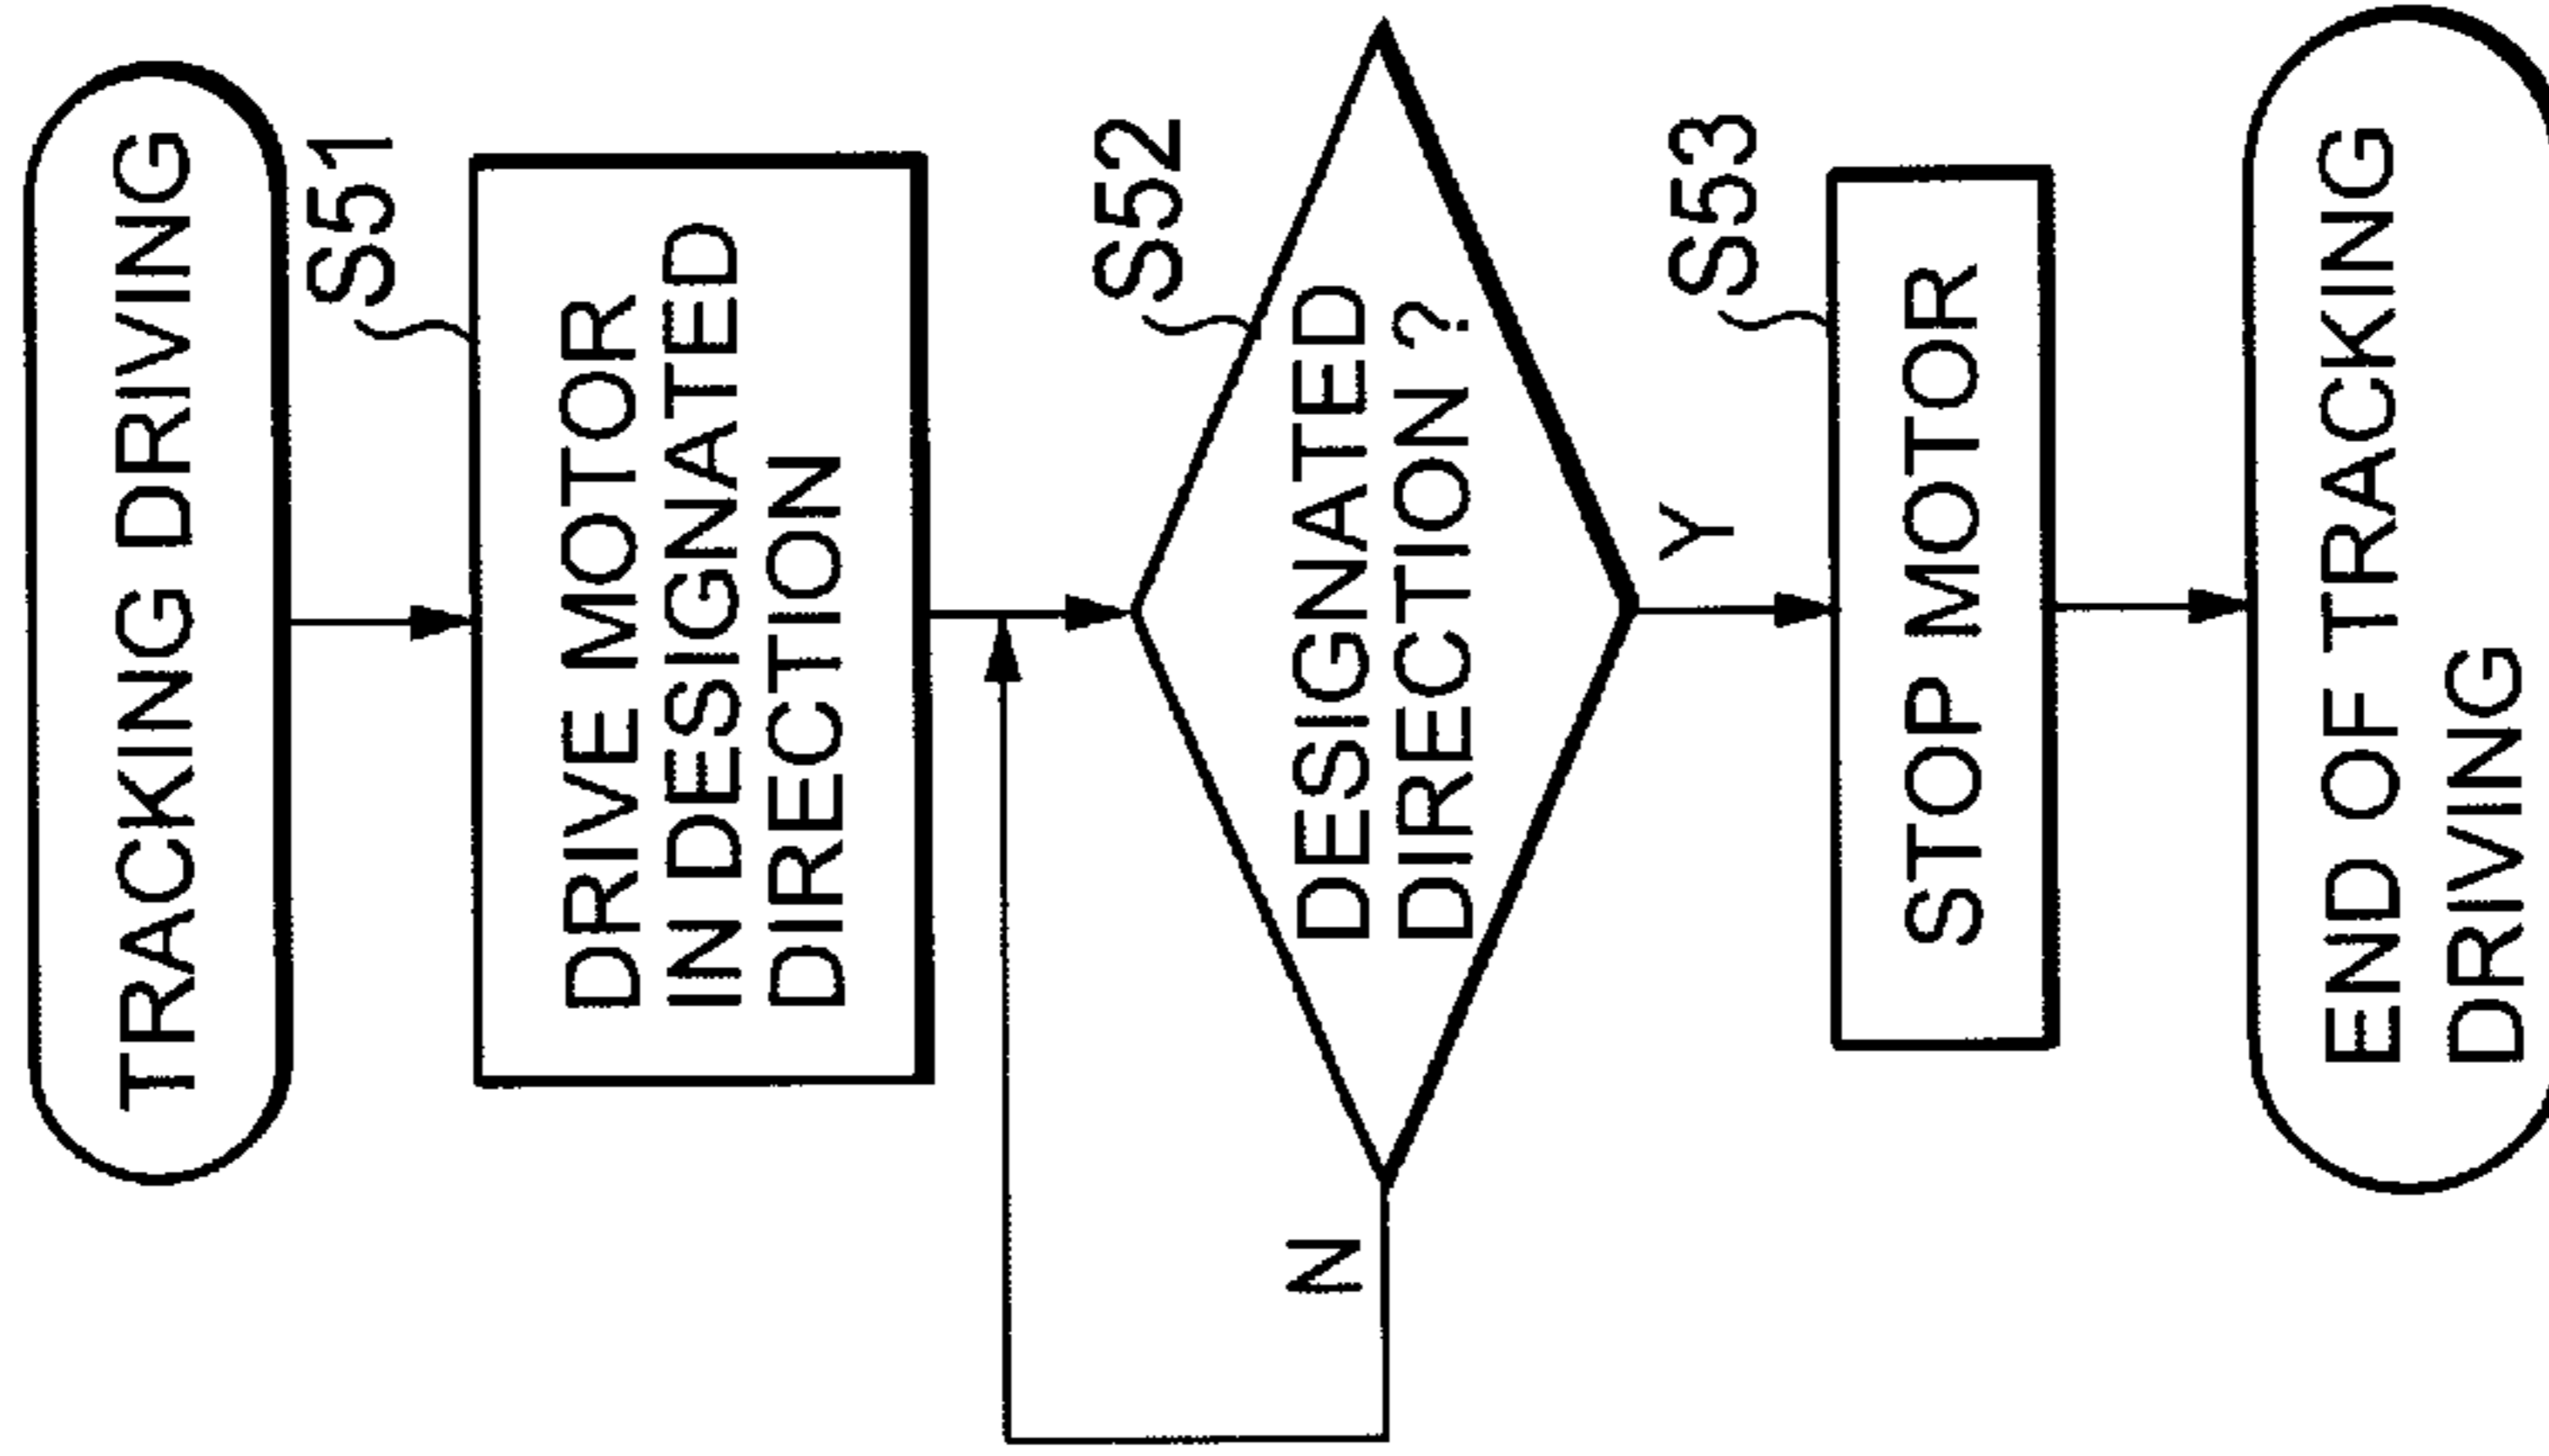 TRACKING DRIVING
S51
DRIVE MOTOR
IN DESIGNATED
DIRECTION
S52
DESIGNATED
DIRECTION ?
N
Y
S53
STOP MOTOR
END OF TRACKING
DRIVING